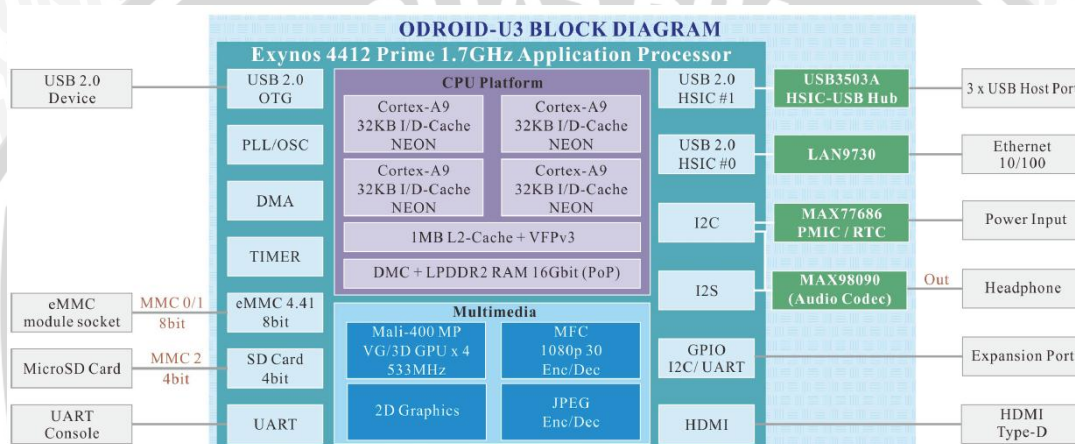 ODROID-U3 BLOCK DIAGRAM
Exynos 4412 Prime 1.7GHz Application Processor
USB 2.0
Device
eMMC
module socket
MicroSD Card
UART
Console
MMC 0/1
8bit
MMC 2
4bit
USB 2.0
OTG
PLL/OSC
DMA
TIMER
eMMC 4.41
8bit
SD Card
4bit
UART
CPU Platform
Cortex-A9
32KB I/D-Cache
NEON
Cortex-A9
32KB I/D-Cache
NEON
Cortex-A9
32KB I/D-Cache
NEON
Cortex-A9
32KB I/D-Cache
NEON
1MB L2-Cache + VFPv3
DMC + LPDDR2 RAM 16Gbit (PoP)
Multimedia
Mali-400 MP
VG/3D GPU x 4
533MHz
MFC
1080p 30
Enc/Dec
2D Graphics
JPEG
Enc/Dec
USB 2.0
HSIC #1
USB 2.0
HSIC #0
I2C
I2S
GPIO
I2C/ UART
HDMI
USB3503A
HSIC-USB Hub
LAN9730
MAX77686
PMIC / RTC
MAX98090
(Audio Codec)
Out
3 x USB Host Port
Ethernet
10/100
Power Input
Headphone
Expansion Port
HDMI
Type-D